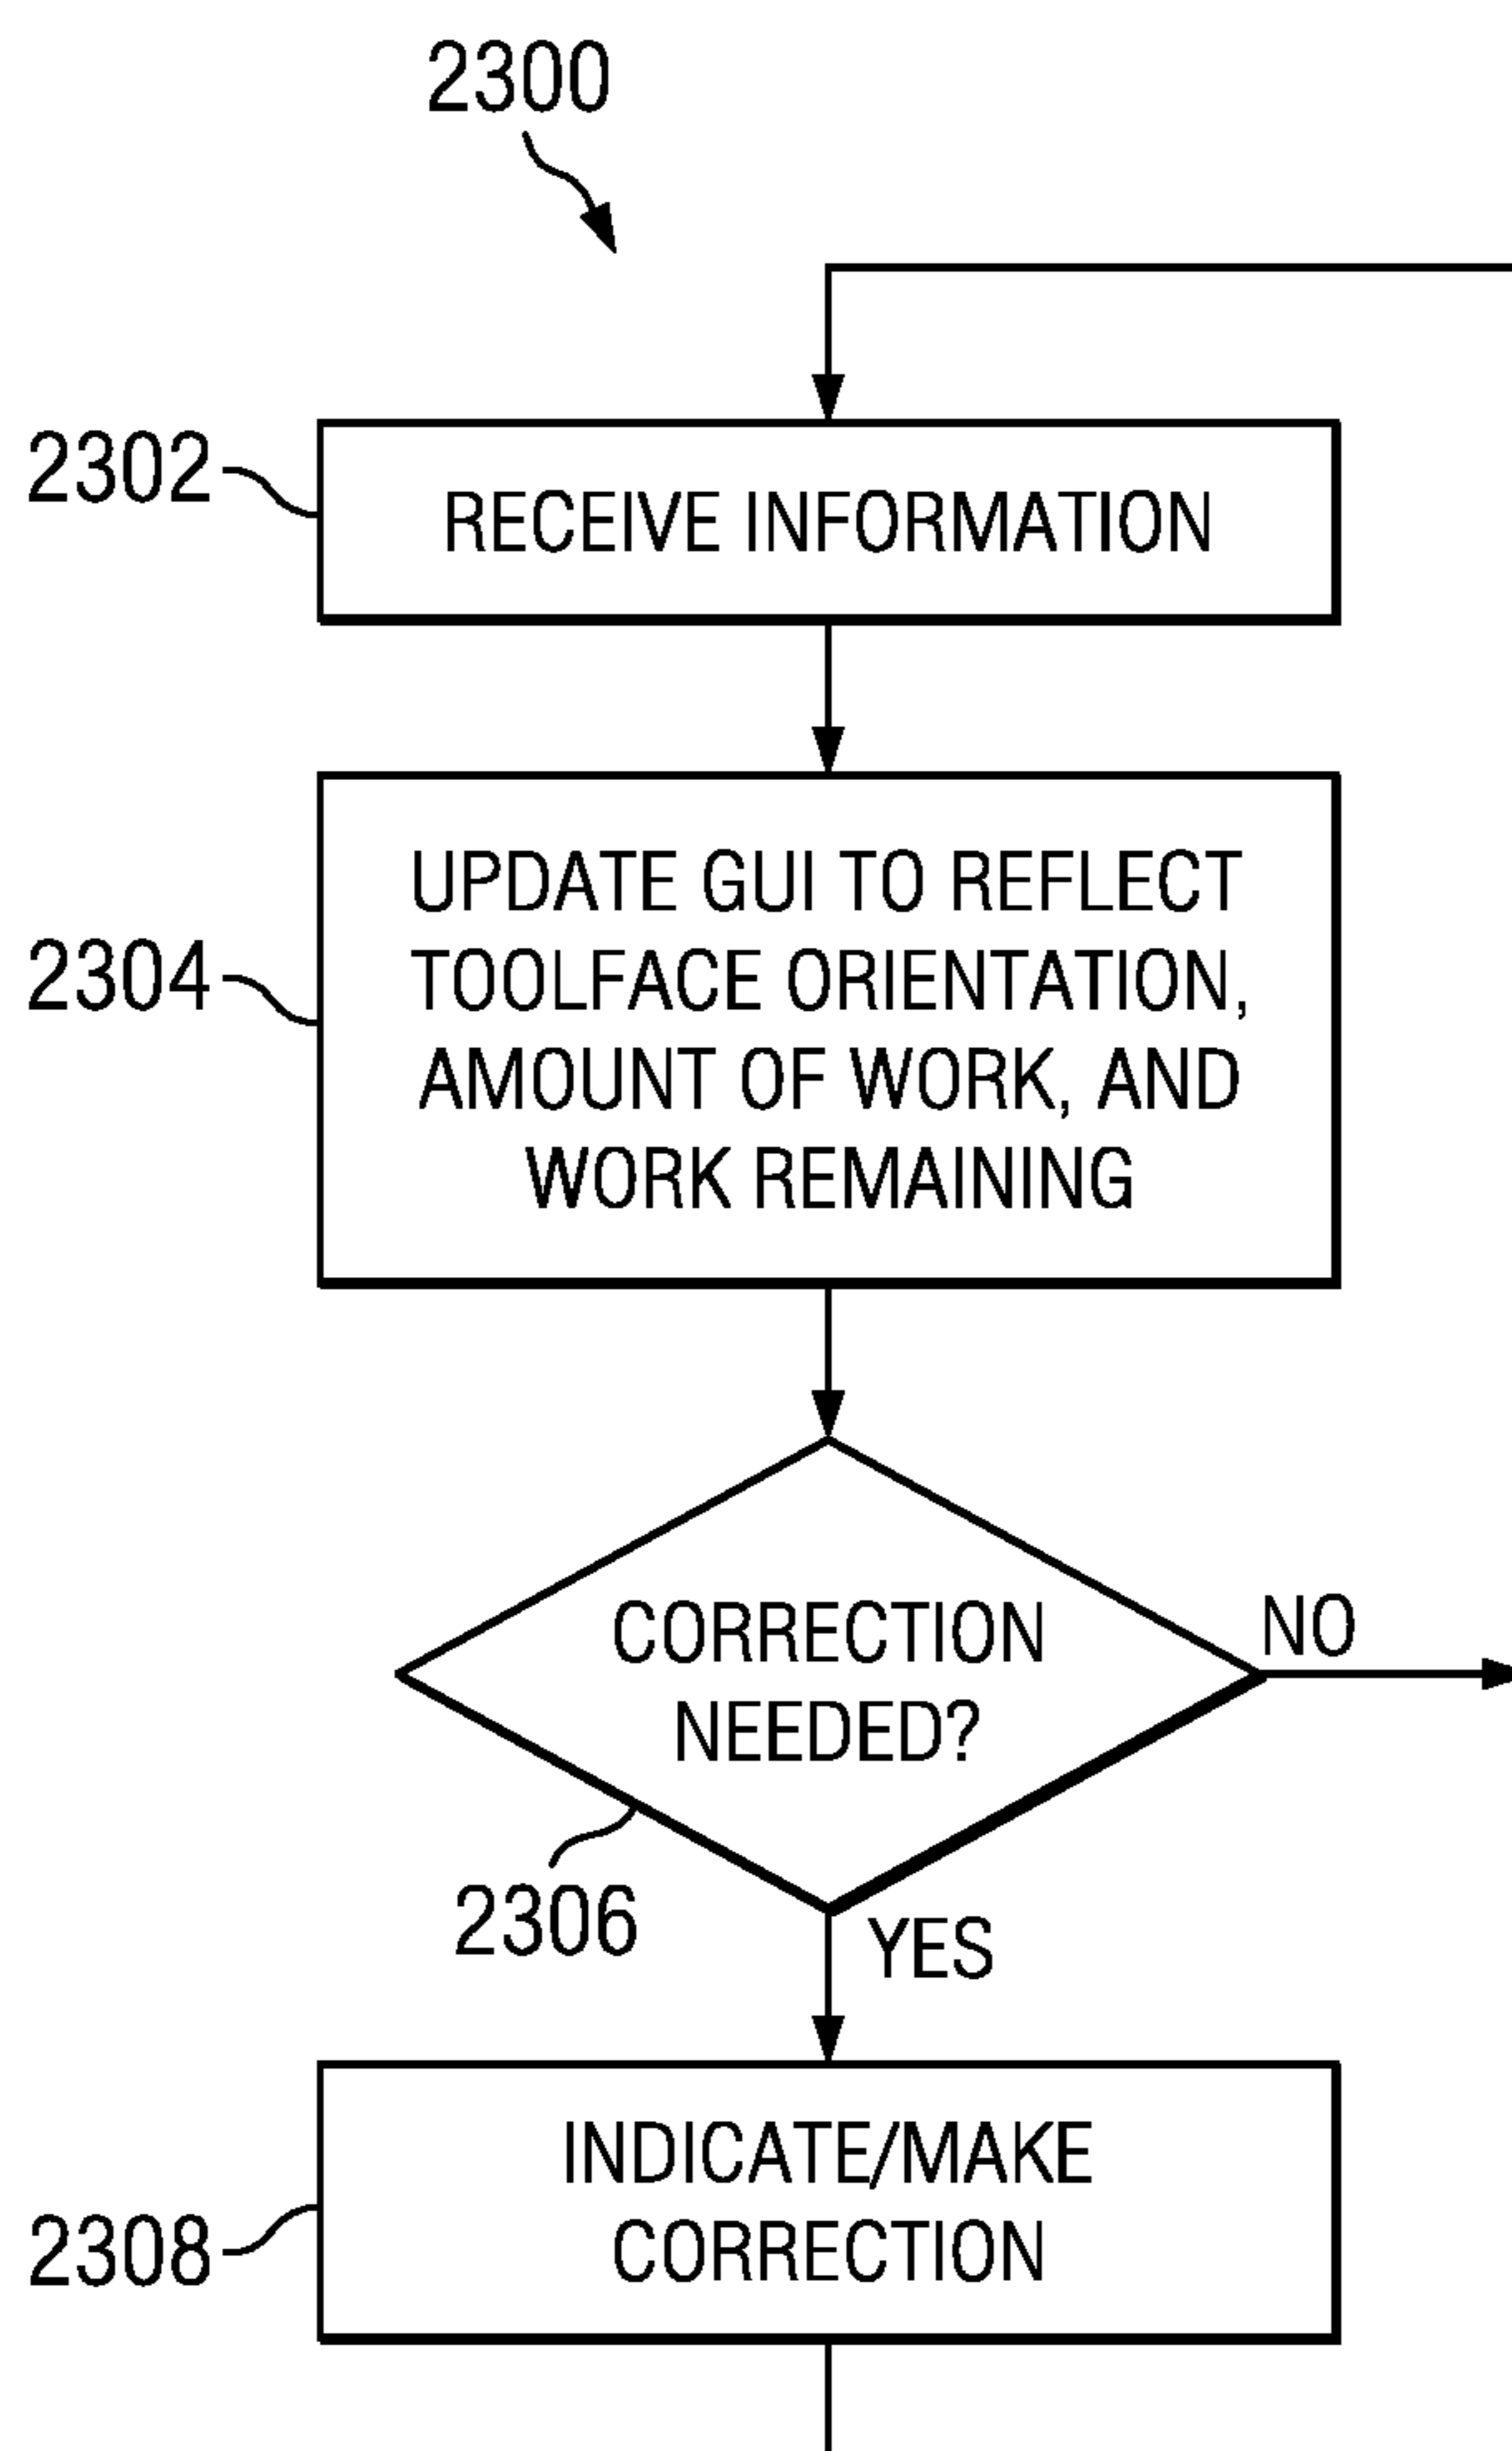 2300
2302
RECEIVE INFORMATION
2304
UPDATE GUI TO REFLECT
TOOLFACE ORIENTATION,
AMOUNT OF WORK, AND
WORK REMAINING
CORRECTION
NEEDED?
NO
2306
YES
2308
INDICATE/MAKE
CORRECTION